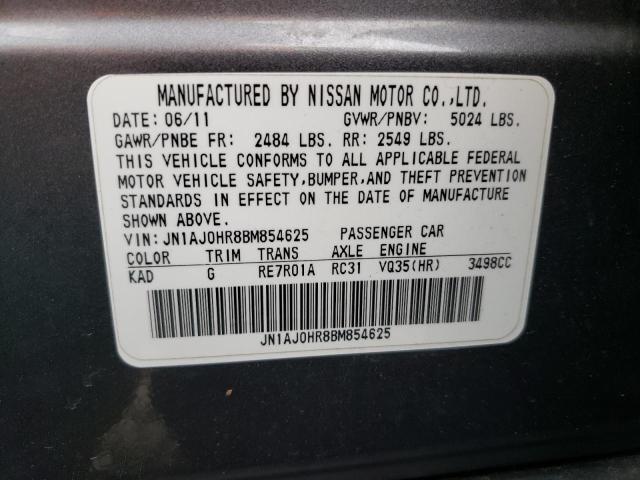 MANUFACTURED BY NISSAN MOTOR CO.,LTD.
DATE: 06/11 GVWR/PNBV: 5024 LBS.
GAWR/PNBE FR: 2484 LBS. RR: 2549 LBS.
THIS VEHICLE CONFORMS TO ALL APPLICABLE FEDERAL
MOTOR VEHICLE SAFETY,BUMPER,AND THEFT PREVENTION
STANDARDS IN EFFECT ON THE DATE OF MANUFACTURE
SHOWN ABOVE.
VIN: JN1AJ0HR8BM854625 PASSENGER CAR
COLOR TRIM TRANS AXLE ENGINE
KAD G RE7R01A RC31 VQ35(HR) 3498CC
JN1AJ0HR8BM854625